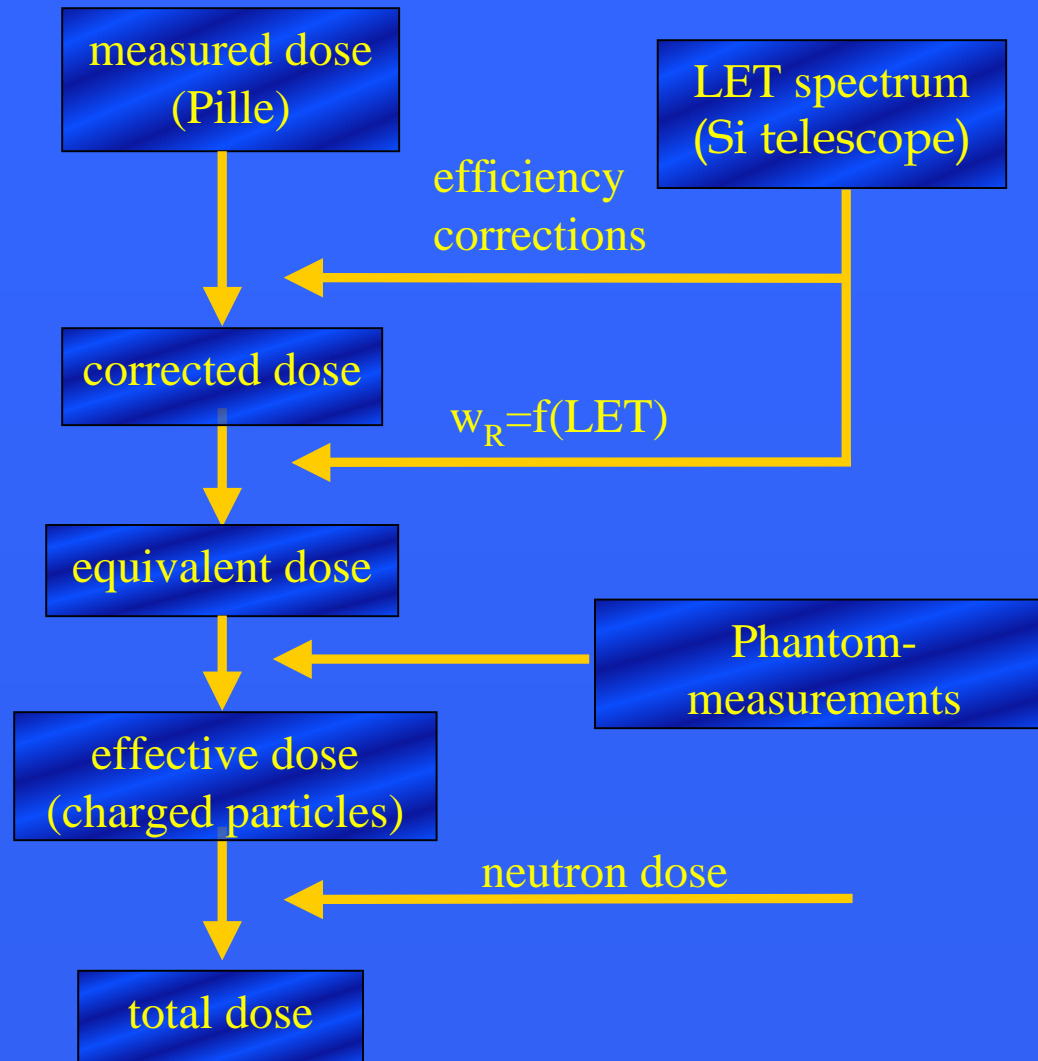 measured dose
(Pille)
LET spectrum
(Si telescope)
efficiency
corrections
corrected dose
w_R=f(LET)
equivalent dose
Phantom-
measurements
effective dose
(charged particles)
neutron dose
total dose